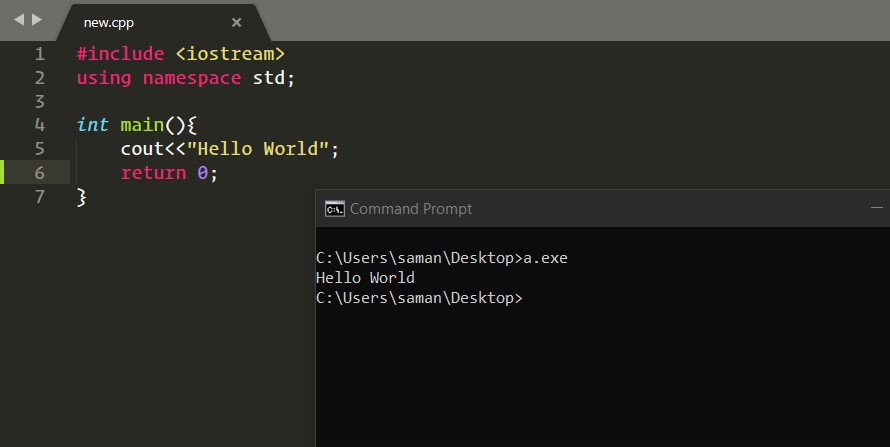 new.cpp ×
1 #include <iostream>
2 using namespace std;
3
4 int main(){
5     cout<<"Hello World";
6     return 0;
7 }
Command Prompt
C:\Users\saman\Desktop>a.exe
Hello World
C:\Users\saman\Desktop>